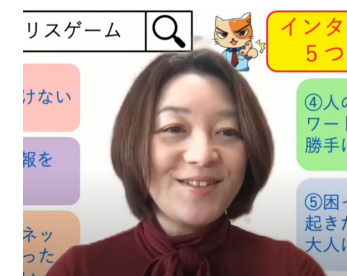 リスゲーム
インタ
５つ
けない
報を
ネッ
った
④人の
ワート
勝手に
⑤困っ
起きた
大人に